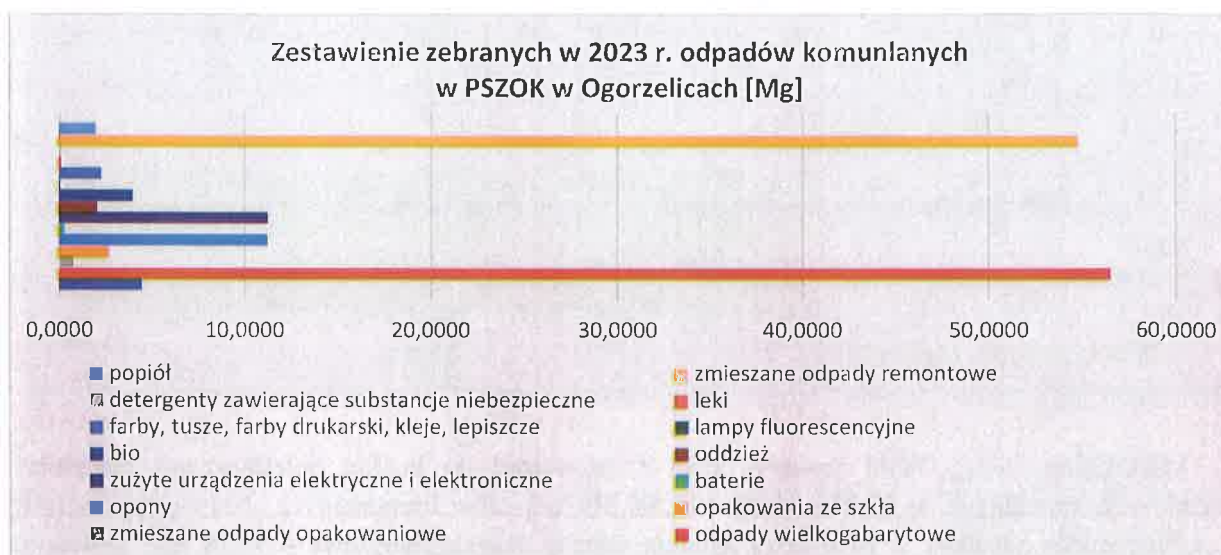 Zestawienie zebranych w 2023 r. odpadów komunlanych
w PSZOK w Ogorzelicach [Mg]
0,0000 10,0000 20,0000 30,0000 40,0000 50,0000 60,0000
popiół zmieszane odpady remontowe
detergenty zawierające substancje niebezpieczne leki
farby, tusze, farby drukarski, kleje, lepiszcze lampy fluorescencyjne
bio oddzież
zużyte urządzenia elektryczne i elektroniczne baterie
opony opakowania ze szkła
zmieszane odpady opakowaniowe odpady wielkogabarytowe